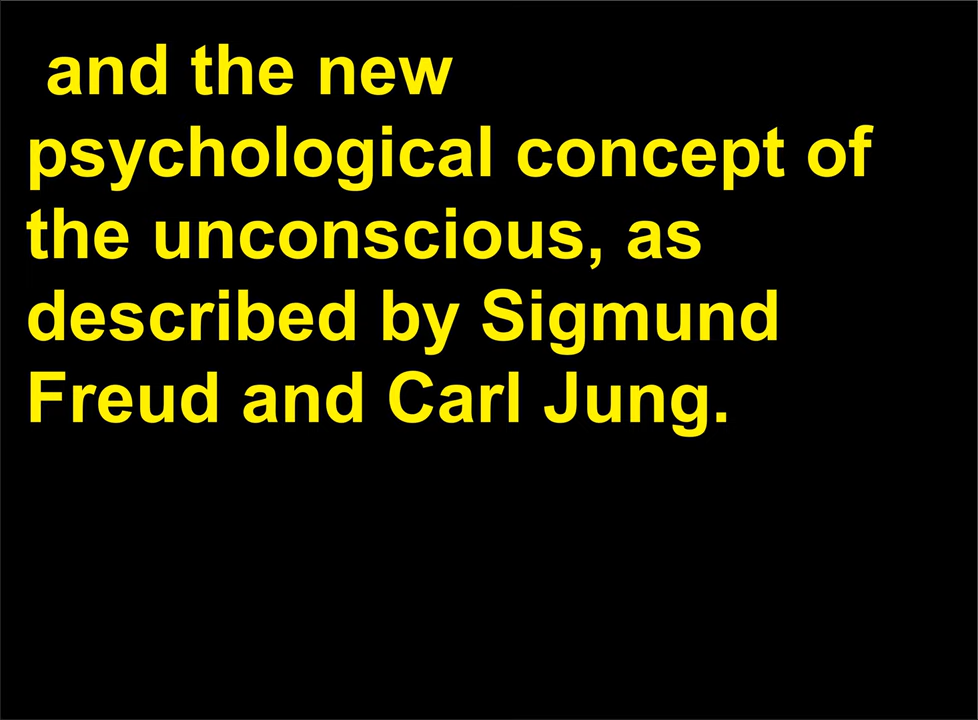 and the new
psychological concept of
the unconscious, as
described by Sigmund
Freud and Carl Jung.